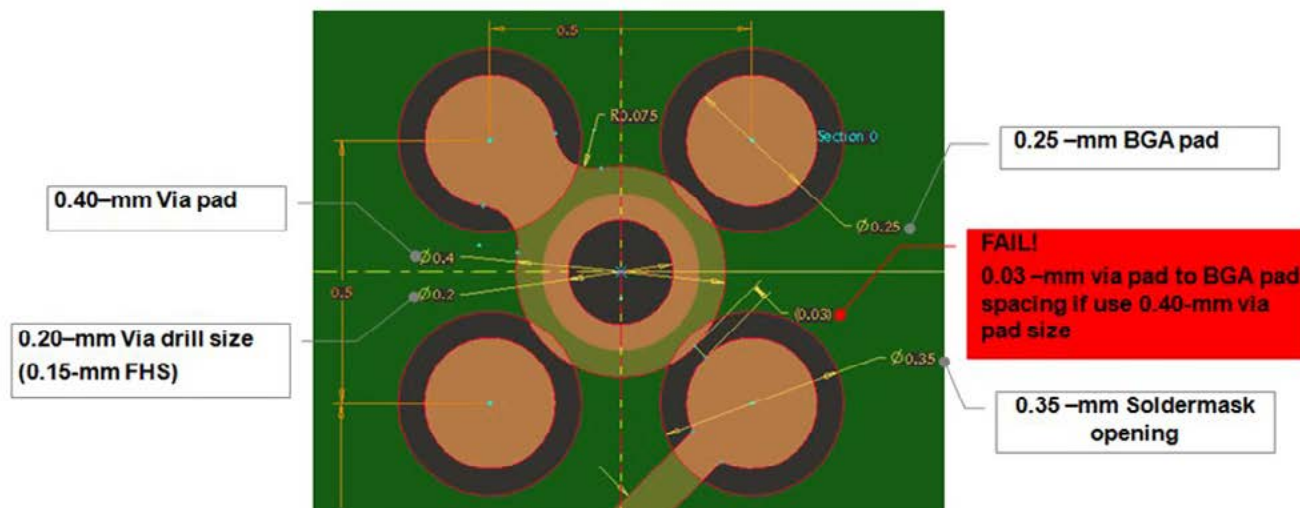 0.5
R0.075
Section 0
0.25 –mm BGA pad
0.40–mm Via pad
Ø0.25
FAIL!
0.03 –mm via pad to BGA pad
spacing if use 0.40-mm via
pad size
Ø0.4
0.5
Ø0.2
(0.03)
0.20–mm Via drill size
(0.15-mm FHS)
Ø0.35
0.35 –mm Soldermask
opening